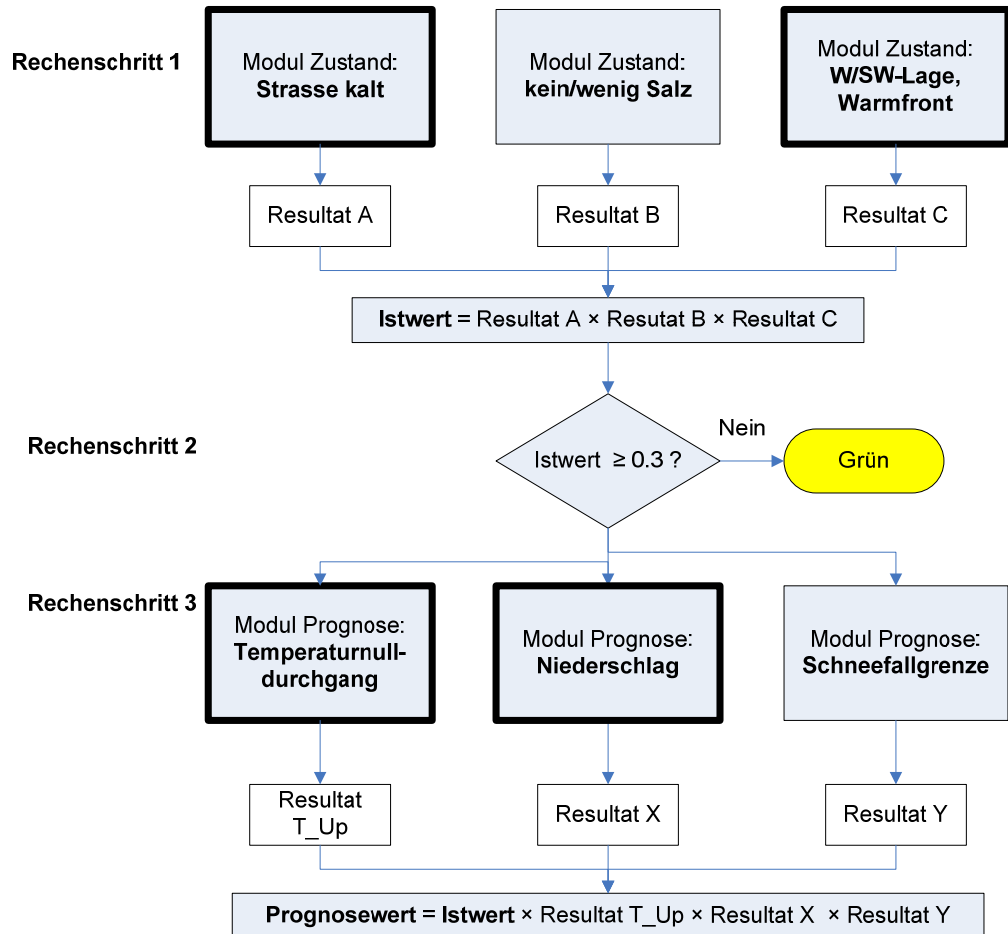 Rechenschritt 1
Modul Zustand:
Strasse kalt
Modul Zustand:
kein/wenig Salz
Modul Zustand:
W/SW-Lage,
Warmfront
Resultat A
Resultat B
Resultat C
Istwert = Resultat A × Resutat B × Resultat C
Rechenschritt 2
Istwert ≥ 0.3 ?
Nein
Grün
Rechenschritt 3
Modul Prognose:
Temperaturnull-
durchgang
Modul Prognose:
Niederschlag
Modul Prognose:
Schneefallgrenze
Resultat
T_Up
Resultat X
Resultat Y
Prognosewert = Istwert × Resultat T_Up × Resultat X × Resultat Y